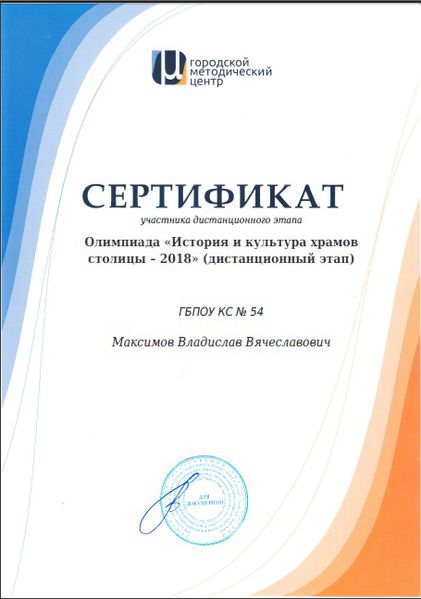 городской
методический
центр
СЕРТИФИКАТ
участника дистанционного этапа
Олимпиада «История и культура храмов
столицы – 2018» (дистанционный этап)
ГБПОУ КС № 54
Максимов Владислав Вячеславович
ДЛЯ
ДОКУМЕНТОВ